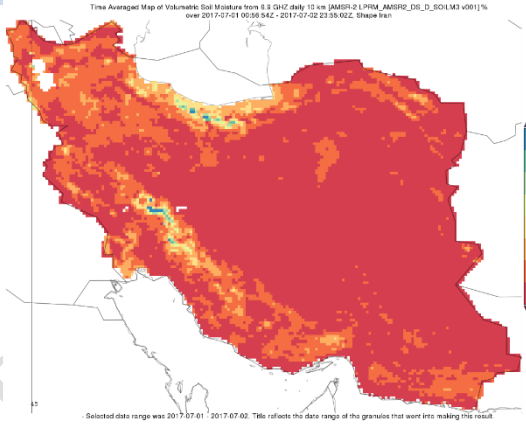 Time Averaged Map of Volumetric Soil Moisture from 6.9 GHZ daily 10 km [AMSR-2 LPRM_AMSR2_DS_D_SOILM3 v001] %
over 2017-07-01 00:56:54Z - 2017-07-02 23:55:02Z, Shape Iran
- Selected date range was 2017-07-01 - 2017-07-02. Title reflects the date range of the granules that went into making this result.